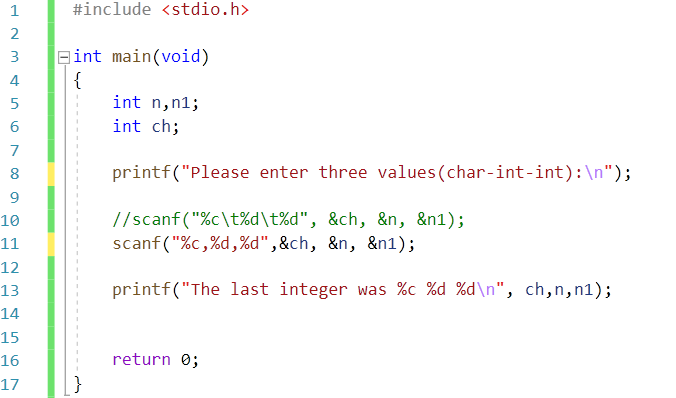 1 #include <stdio.h>
2
3 int main(void)
4 {
5 int n,n1;
6 int ch;
7
8 printf("Please enter three values(char-int-int):\n");
9
10 //scanf("%c\t%d\t%d", &ch, &n, &n1);
11 scanf("%c,%d,%d",&ch, &n, &n1);
12
13 printf("The last integer was %c %d %d\n", ch,n,n1);
14
15
16 return 0;
17 }